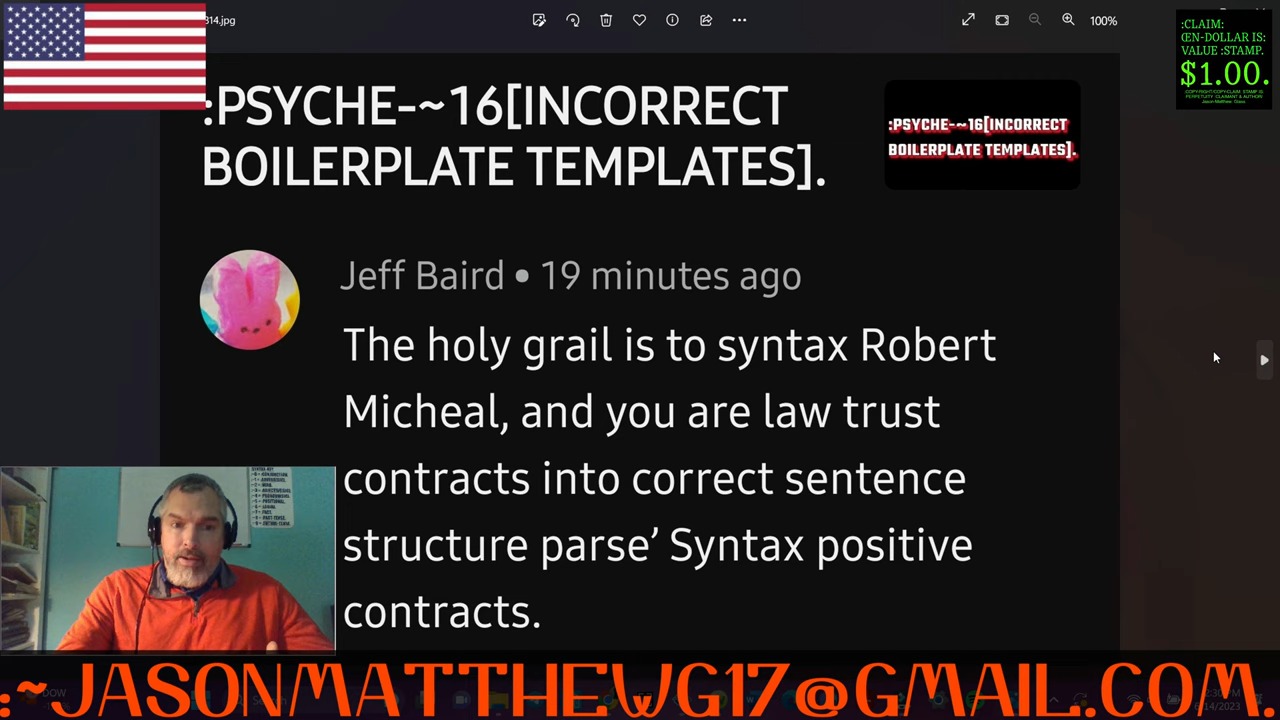 314.jpg
100%
:CLAIM:
ŒN-DOLLAR IS:
VALUE :STAMP.
$1.00.
:PSYCHE-~16[INCORRECT
BOILERPLATE TEMPLATES].
:PSYCHE-~16[INCORRECT
BOILERPLATE TEMPLATES].
Jeff Baird • 19 minutes ago
The holy grail is to syntax Robert
Micheal, and you are law trust
contracts into correct sentence
structure parse’ Syntax positive
contracts.
:~JASONMATTHEWG17@GMAIL.COM.